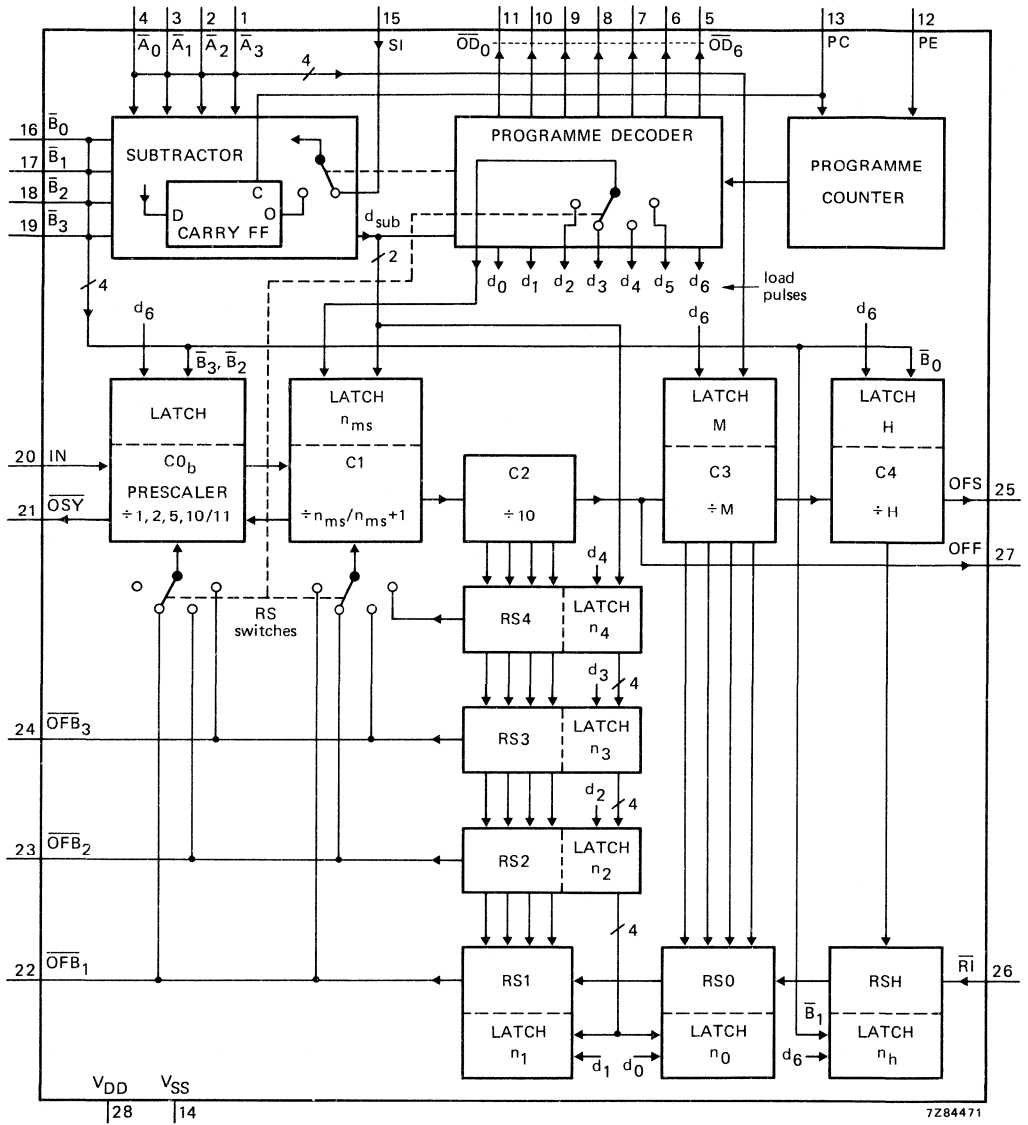 4 3 2 1 15 11 10 9 8 7 6 5 13 12
A̅0 A̅1 A̅2 A̅3 SI O̅D̅0 O̅D̅6 PC PE
4
16 B̅0
17 B̅1
18 B̅2
19 B̅3
SUBTRACTOR
C
D O
CARRY FF
dsub
2
4
PROGRAMME DECODER
PROGRAMME
COUNTER
d0 d1 d2 d3 d4 d5 d6
load
pulses
d6
B̅3, B̅2
d6
d6
B̅0
LATCH
C0b
PRESCALER
÷1, 2, 5, 10/11
LATCH
nms
C1
÷nms/nms+1
C2
÷10
LATCH
M
C3
÷M
LATCH
H
C4
÷H
20 IN
21 O̅S̅Y̅
OFS 25
OFF
27
RS
switches
d4
RS4
LATCH
n4
d3
4
RS3
LATCH
n3
d2
4
RS2
LATCH
n2
4
24 O̅F̅B̅3
23 O̅F̅B̅2
22 O̅F̅B̅1
RS1
LATCH
n1
d1 d0
RS0
LATCH
n0
RSH
LATCH
nh
B̅1
d6
R̅I̅ 26
VDD
28
VSS
14
7Z84471